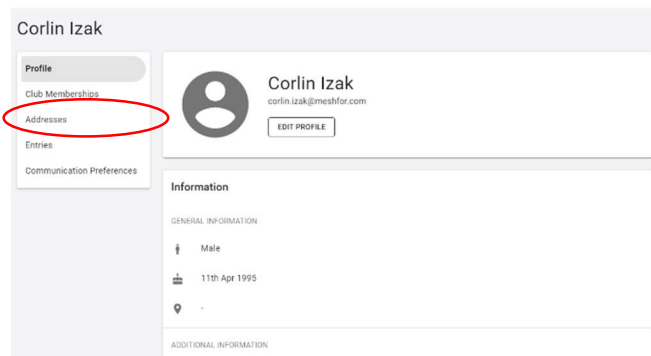 Corlin Izak
Profile
Club Memberships
Addresses
Entries
Communication Preferences
Corlin Izak
corlin.izak@meshfor.com
EDIT PROFILE
Information
GENERAL INFORMATION
Male
11th Apr 1995
-
ADDITIONAL INFORMATION